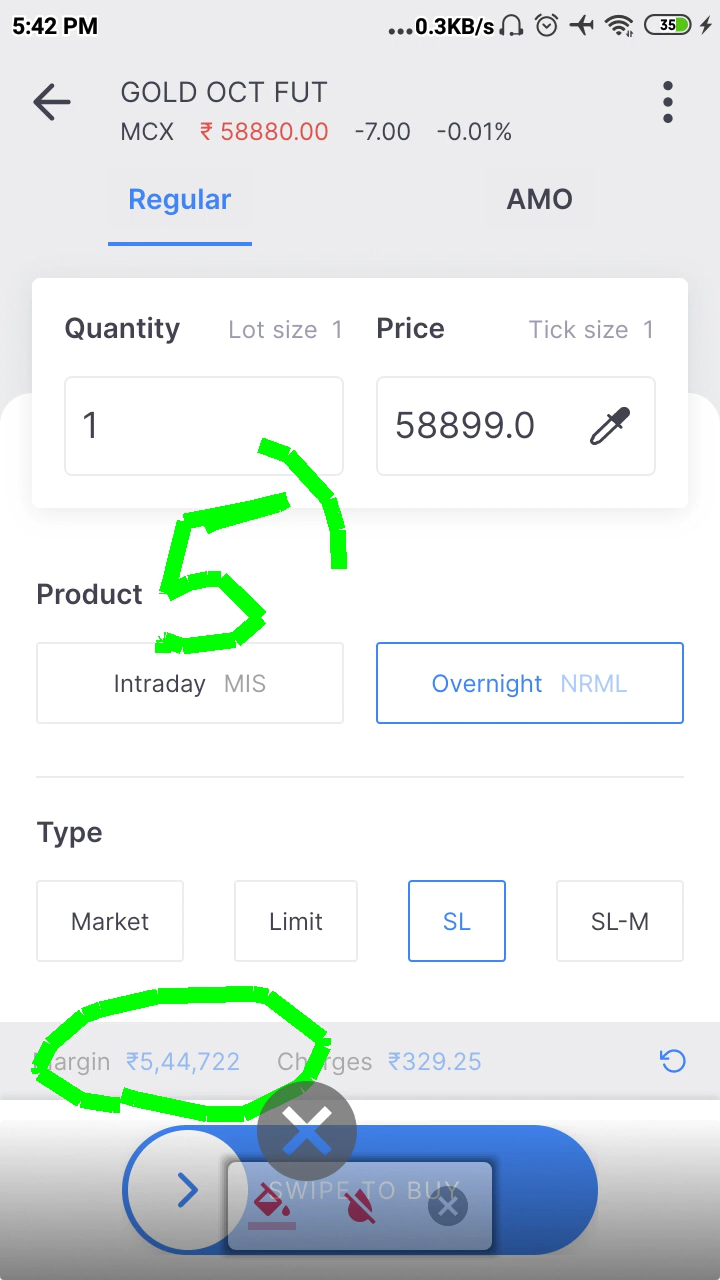 5:42 PM ...0.3KB/s 35
GOLD OCT FUT
MCX ₹ 58880.00 -7.00 -0.01%
Regular AMO
Quantity Lot size 1 Price Tick size 1
1 58899.0
5
Product
Intraday MIS Overnight NRML
Type
Market Limit SL SL-M
Margin ₹5,44,722 Charges ₹329.25
SWIPE TO BUY